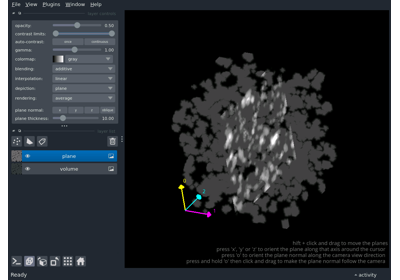 File View Plugins Window Help
layer controls
opacity: 0.50
contrast limits:
auto-contrast: once continuous
gamma: 1.00
colormap: gray
blending: additive
interpolation: linear
depiction: plane
rendering: average
plane normal: x y z oblique
plane thickness: 10.00
plane
volume
shift + click and drag to move the planes
press 'x', 'y' or 'z' to orient the plane along that axis around the cursor
press 'o' to orient the plane normal along the camera view direction
press and hold 'o' then click and drag to make the plane normal follow the camera
Ready
activity